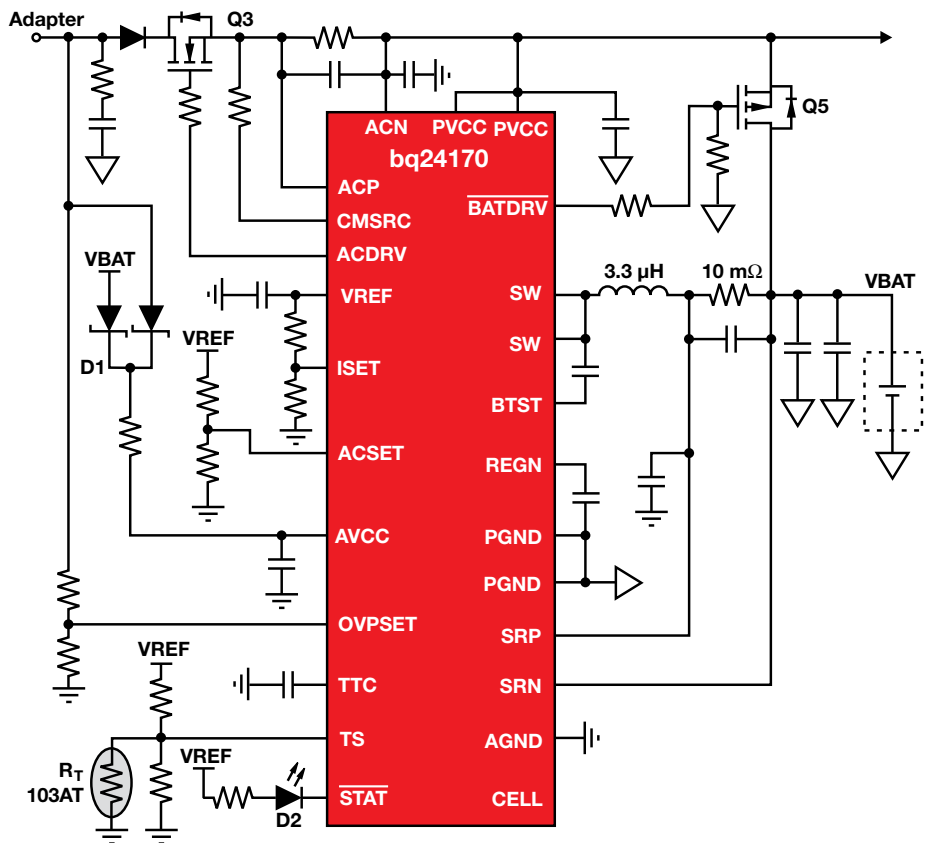 Adapter
Q3
Q5
ACN
PVCC
PVCC
bq24170
ACP
BATDRV
CMSRC
ACDRV
VBAT
3.3 µH
10 mΩ
VBAT
VREF
SW
VREF
SW
D1
ISET
BTST
ACSET
REGN
AVCC
PGND
PGND
OVPSET
SRP
VREF
TTC
SRN
TS
AGND
VREF
RT
103AT
STAT
CELL
D2